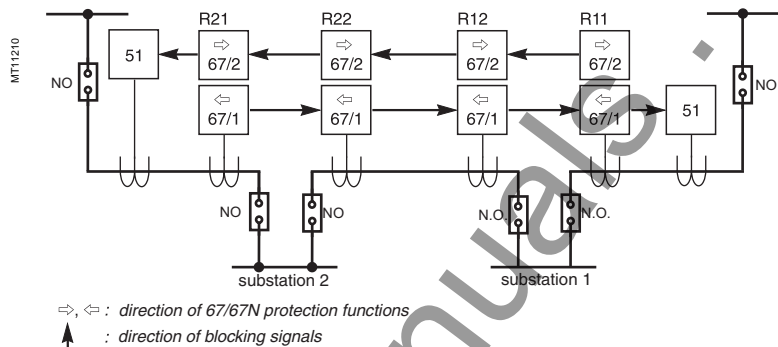 MT11210
R21 R22 R12 R11
51 ⇨ 67/2 ⇨ 67/2 ⇨ 67/2 ⇨ 67/2
NO NO
⇦ 67/1 ⇦ 67/1 ⇦ 67/1 ⇦ 67/1 51
NO NO N.O. N.O.
substation 2 substation 1
⇨, ⇦ : direction of 67/67N protection functions
: direction of blocking signals
nuals .